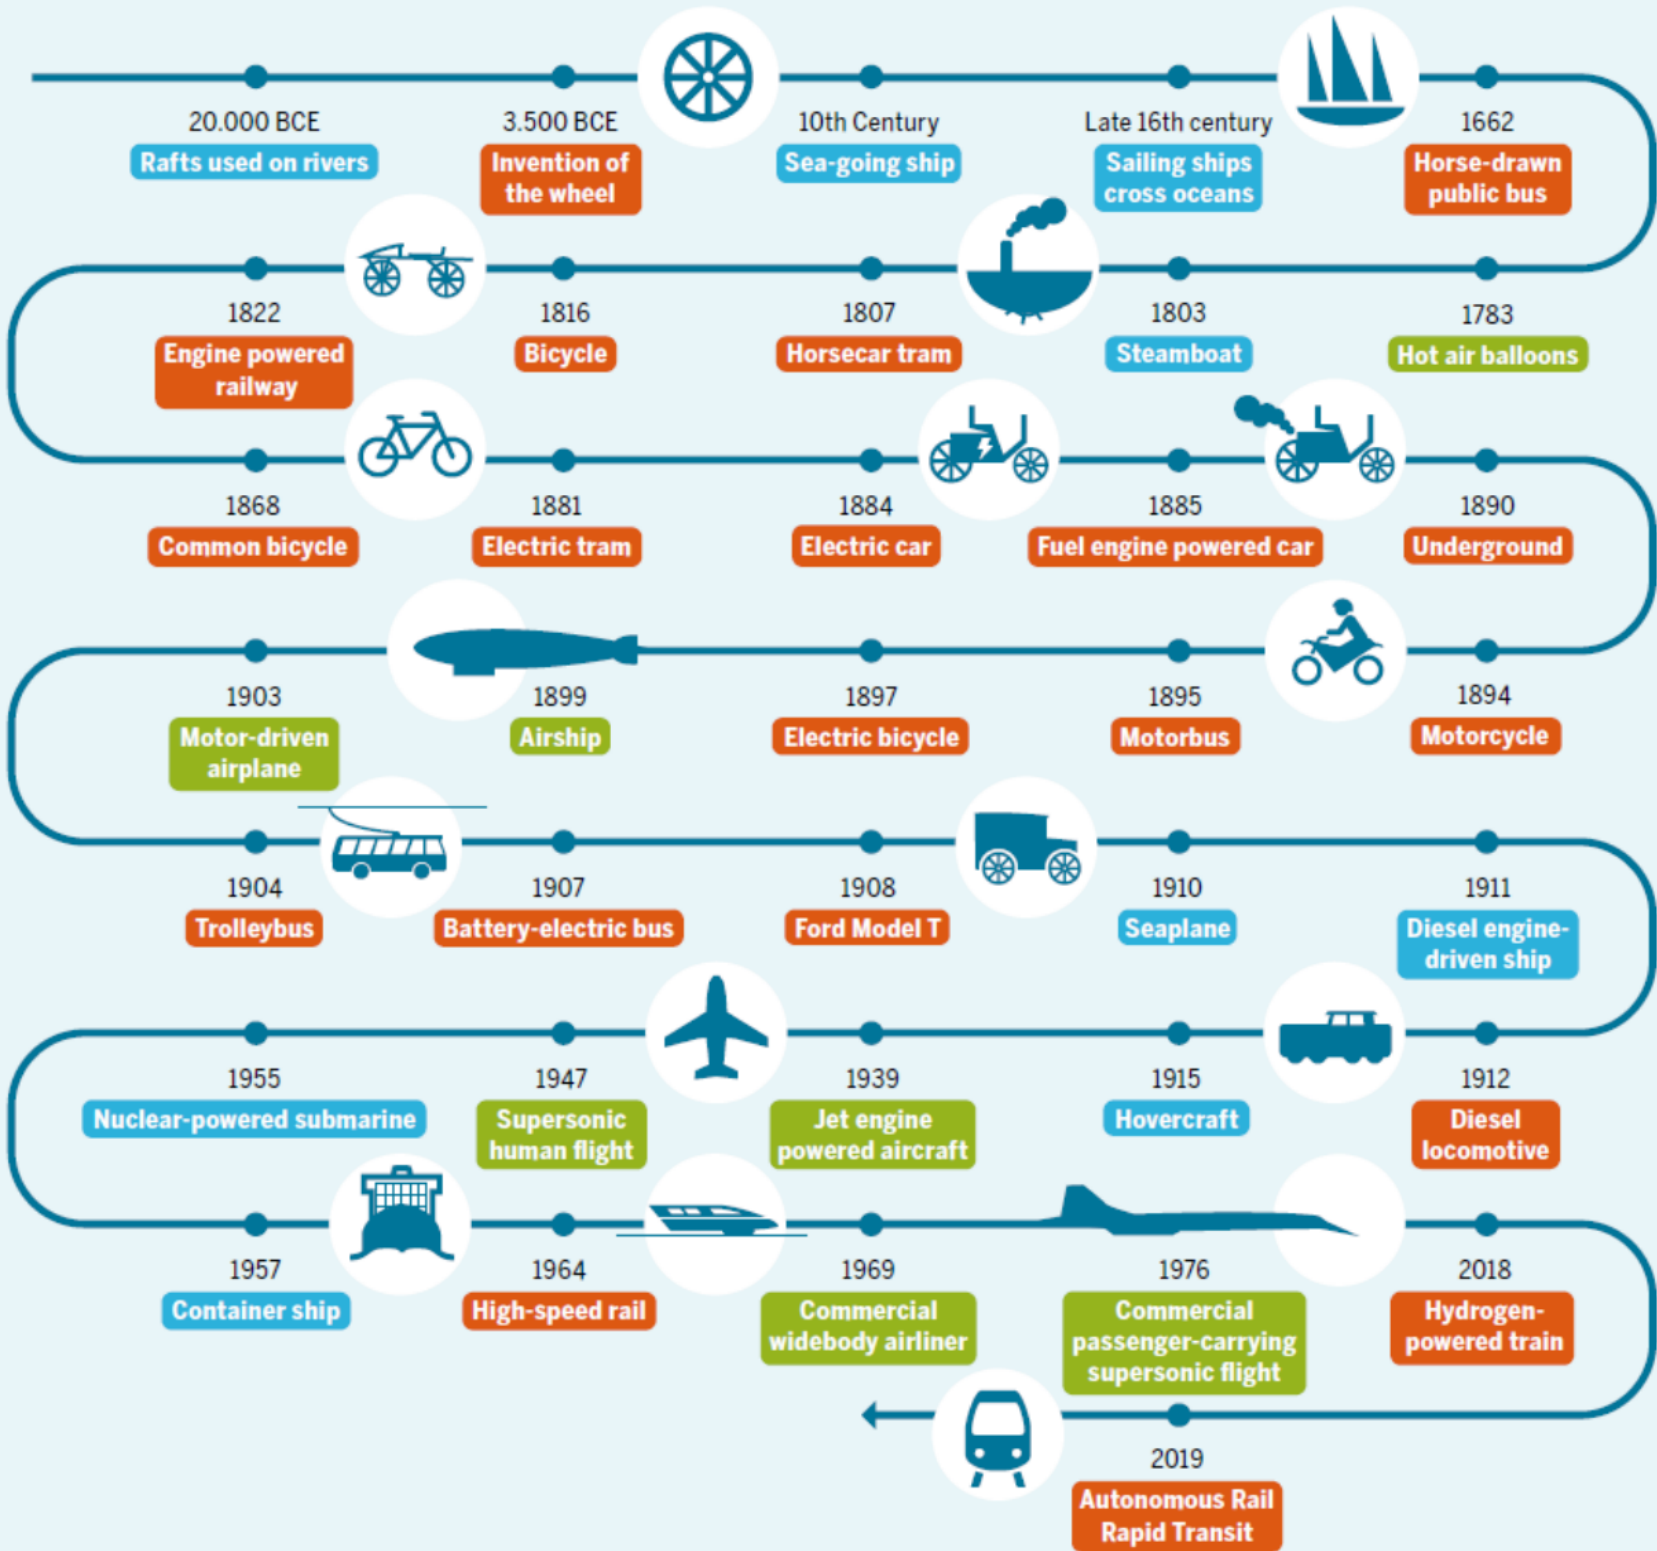 20.000 BCE
Rafts used on rivers
3.500 BCE
Invention of
the wheel
10th Century
Sea-going ship
Late 16th century
Sailing ships
cross oceans
1662
Horse-drawn
public bus
1822
Engine powered
railway
1816
Bicycle
1807
Horsecar tram
1803
Steamboat
1783
Hot air balloons
1868
Common bicycle
1881
Electric tram
1884
Electric car
1885
Fuel engine powered car
1890
Underground
1903
Motor-driven
airplane
1899
Airship
1897
Electric bicycle
1895
Motorbus
1894
Motorcycle
1904
Trolleybus
1907
Battery-electric bus
1908
Ford Model T
1910
Seaplane
1911
Diesel engine-
driven ship
1955
Nuclear-powered submarine
1947
Supersonic
human flight
1939
Jet engine
powered aircraft
1915
Hovercraft
1912
Diesel
locomotive
1957
Container ship
1964
High-speed rail
1969
Commercial
widebody airliner
1976
Commercial
passenger-carrying
supersonic flight
2018
Hydrogen-
powered train
2019
Autonomous Rail
Rapid Transit